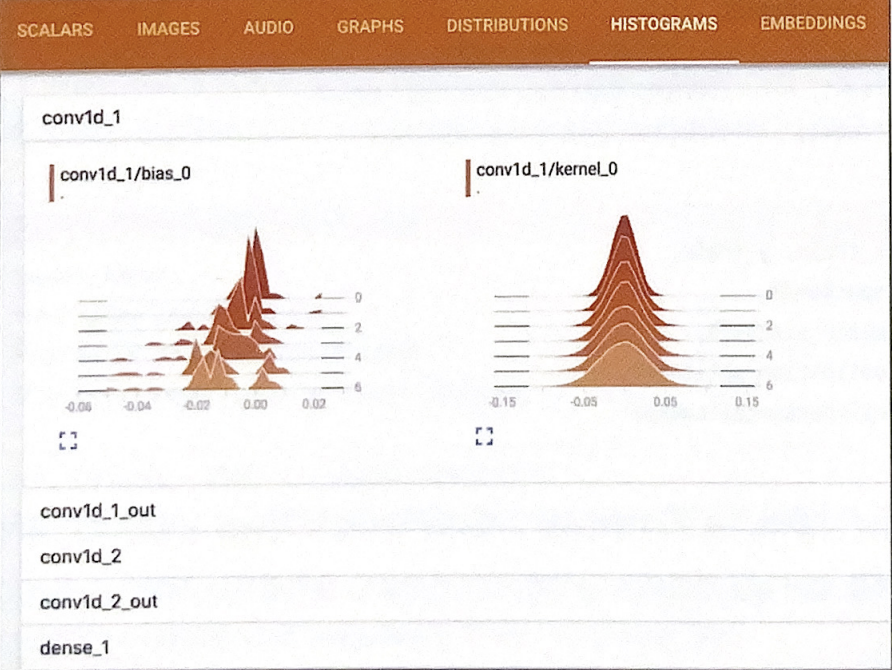 SCALARS IMAGES AUDIO GRAPHS DISTRIBUTIONS HISTOGRAMS EMBEDDINGS
conv1d_1
conv1d_1/bias_0
0
2
4
6
-0.06 -0.04 -0.02 0.00 0.02
conv1d_1/kernel_0
0
2
4
6
-0.15 -0.05 0.05 0.15
conv1d_1_out
conv1d_2
conv1d_2_out
dense_1